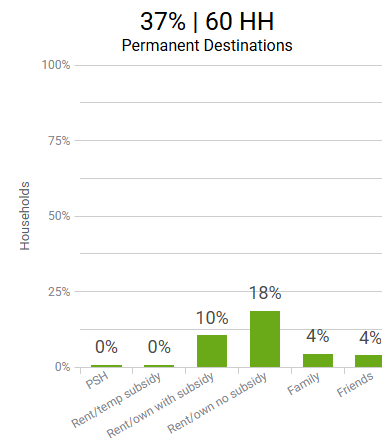 37% | 60 HH
Permanent Destinations
100%
75%
50%
25%
0%
Households
0%
0%
10%
18%
4%
4%
PSH
Rent/temp subsidy
Rent/own with subsidy
Rent/own no subsidy
Family
Friends